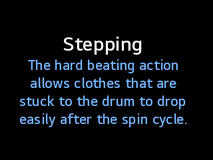 Stepping
The hard beating action
allows clothes that are
stuck to the drum to drop
easily after the spin cycle.